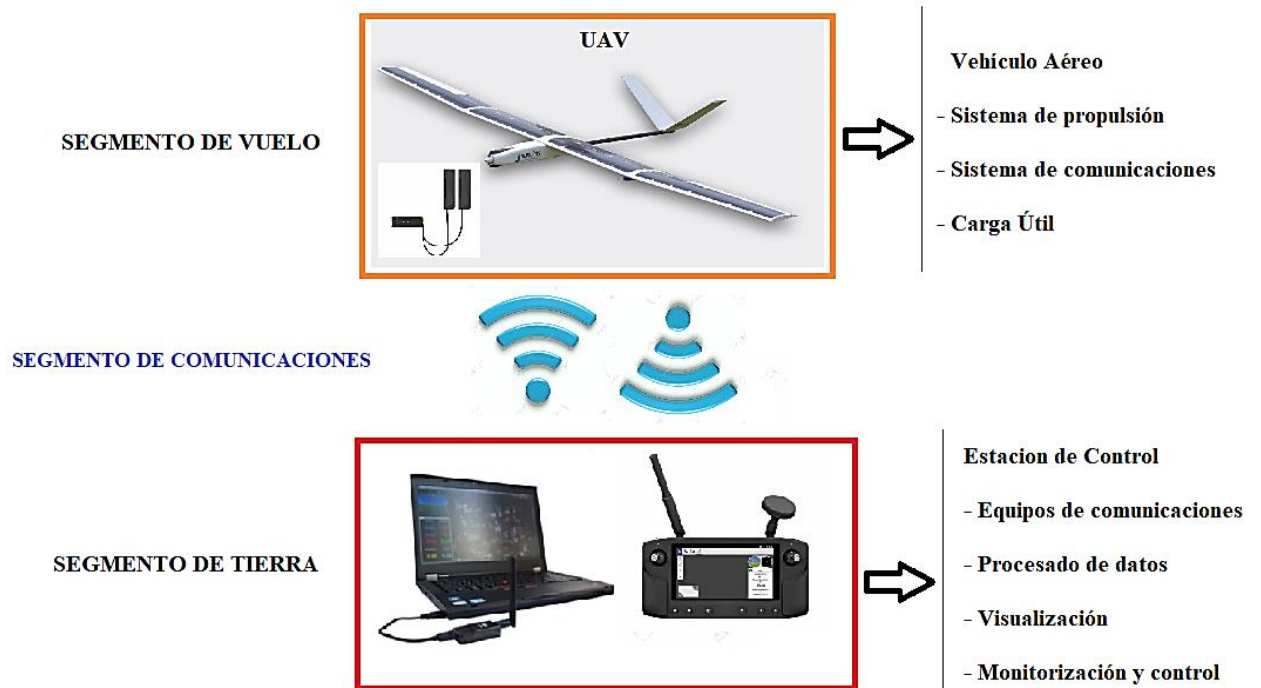 UAV
SEGMENTO DE VUELO
Vehículo Aéreo
- Sistema de propulsión
- Sistema de comunicaciones
- Carga Útil
SEGMENTO DE COMUNICACIONES
SEGMENTO DE TIERRA
Estacion de Control
- Equipos de comunicaciones
- Procesado de datos
- Visualización
- Monitorización y control